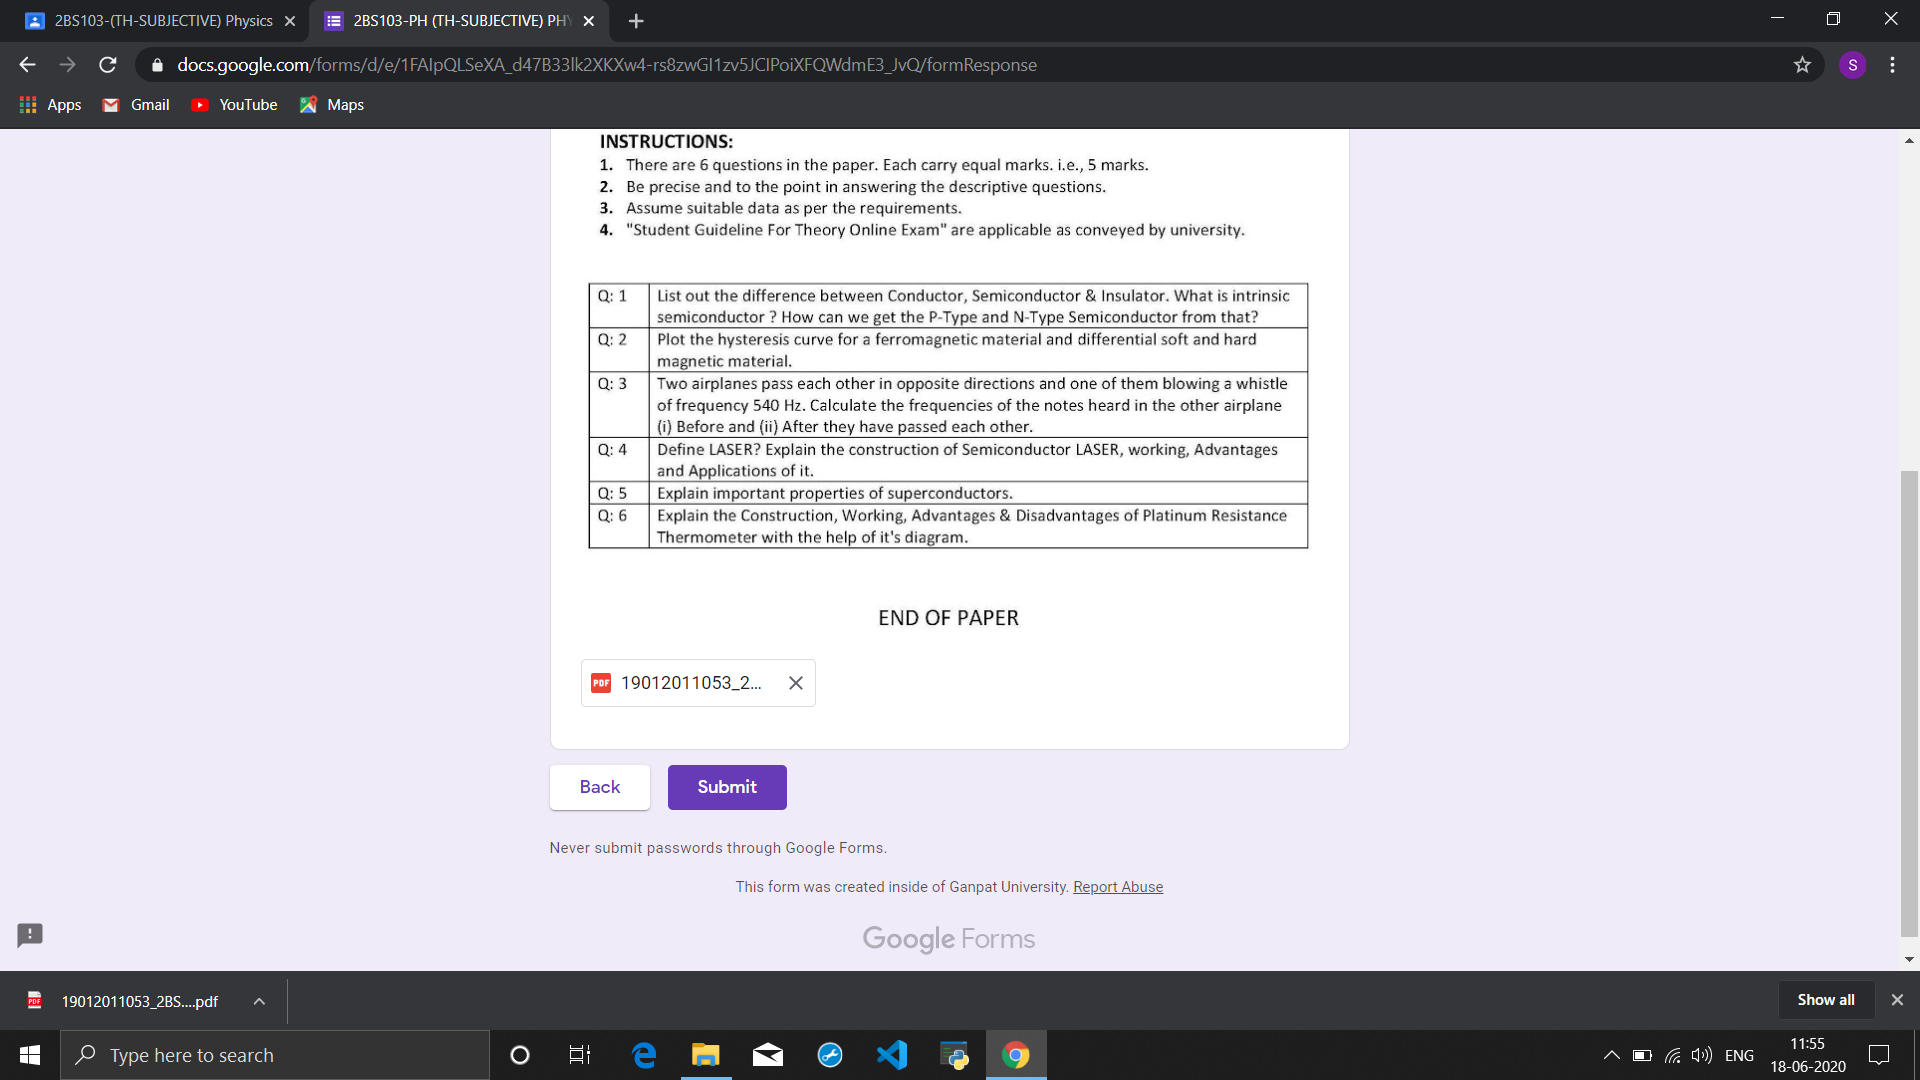 2BS103-(TH-SUBJECTIVE) Physics
2BS103-PH (TH-SUBJECTIVE) PHY
docs.google.com/forms/d/e/1FAIpQLSeXA_d47B33lk2XKXw4-rs8zwGI1zv5JCIPoiXFQWdmE3_JvQ/formResponse
S
Apps Gmail YouTube Maps
INSTRUCTIONS:
1. There are 6 questions in the paper. Each carry equal marks. i.e., 5 marks.
2. Be precise and to the point in answering the descriptive questions.
3. Assume suitable data as per the requirements.
4. "Student Guideline For Theory Online Exam" are applicable as conveyed by university.
Q: 1 List out the difference between Conductor, Semiconductor & Insulator. What is intrinsic
semiconductor ? How can we get the P-Type and N-Type Semiconductor from that?
Q: 2 Plot the hysteresis curve for a ferromagnetic material and differential soft and hard
magnetic material.
Q: 3 Two airplanes pass each other in opposite directions and one of them blowing a whistle
of frequency 540 Hz. Calculate the frequencies of the notes heard in the other airplane
(i) Before and (ii) After they have passed each other.
Q: 4 Define LASER? Explain the construction of Semiconductor LASER, working, Advantages
and Applications of it.
Q: 5 Explain important properties of superconductors.
Q: 6 Explain the Construction, Working, Advantages & Disadvantages of Platinum Resistance
Thermometer with the help of it's diagram.
END OF PAPER
PDF 19012011053_2...
Back Submit
Never submit passwords through Google Forms.
This form was created inside of Ganpat University. Report Abuse
Google Forms
PDF 19012011053_2BS....pdf
Show all
Type here to search
ENG
11:55
18-06-2020